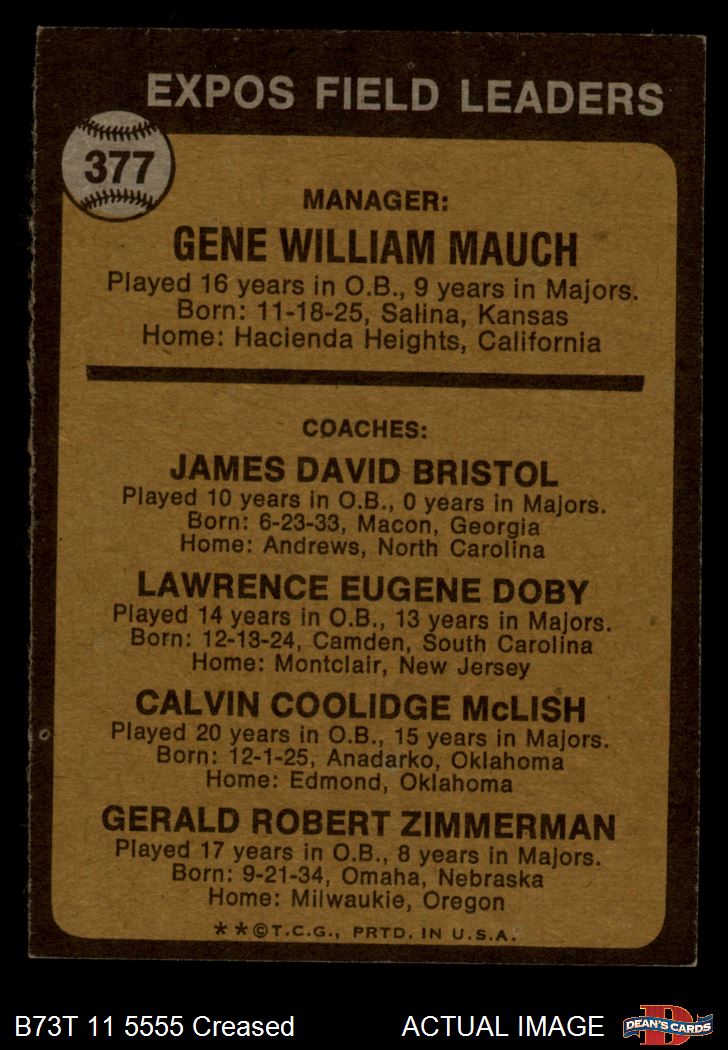 EXPOS FIELD LEADERS
377
MANAGER:
GENE WILLIAM MAUCH
Played 16 years in O.B., 9 years in Majors.
Born: 11-18-25, Salina, Kansas
Home: Hacienda Heights, California
COACHES:
JAMES DAVID BRISTOL
Played 10 years in O.B., 0 years in Majors.
Born: 6-23-33, Macon, Georgia
Home: Andrews, North Carolina
LAWRENCE EUGENE DOBY
Played 14 years in O.B., 13 years in Majors.
Born: 12-13-24, Camden, South Carolina
Home: Montclair, New Jersey
CALVIN COOLIDGE McLISH
Played 20 years in O.B., 15 years in Majors.
Born: 12-1-25, Anadarko, Oklahoma
Home: Edmond, Oklahoma
GERALD ROBERT ZIMMERMAN
Played 17 years in O.B., 8 years in Majors.
Born: 9-21-34, Omaha, Nebraska
Home: Milwaukie, Oregon
**©T.C.G., PRTD. IN U.S.A.
B73T 11 5555 Creased ACTUAL IMAGE
D
DEAN'S CARDS